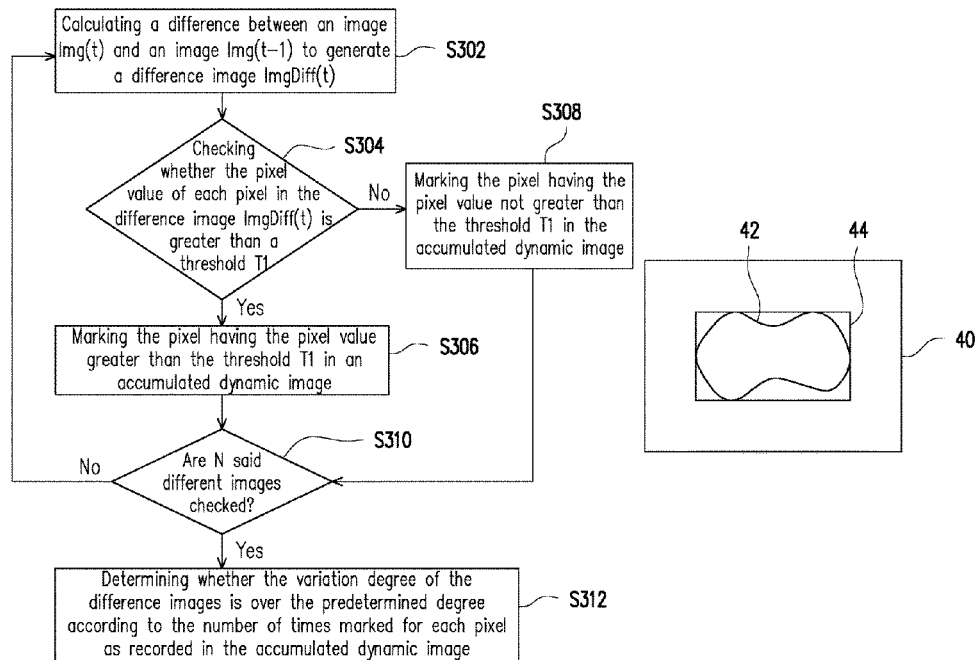 Calculating a difference between an image
Img(t) and an image Img(t-1) to generate
a difference image ImgDiff(t)
S302
S304
Checking
whether the pixel
value of each pixel in the
difference image ImgDiff(t) is
greater than a
threshold T1
No
Yes
S308
Marking the pixel having the
pixel value not greater than
the threshold T1 in the
accumulated dynamic image
Marking the pixel having the pixel value
greater than the threshold T1 in an
accumulated dynamic image
S306
S310
Are N said
different images
checked?
No
Yes
Determining whether the variation degree of the
difference images is over the predetermined degree
according to the number of times marked for each pixel
as recorded in the accumulated dynamic image
S312
42
44
40